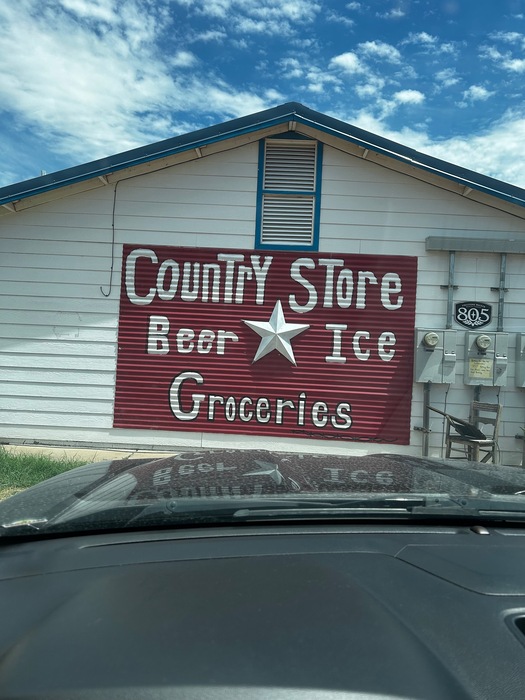 Country Store
Beer Ice
Groceries
805